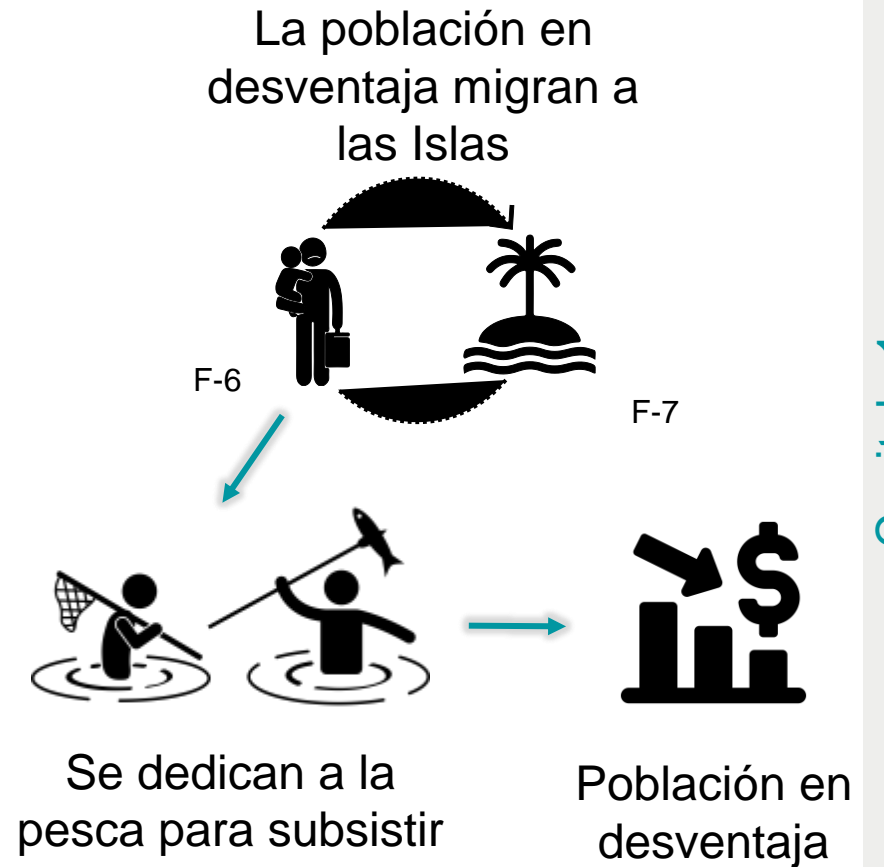 La población en
desventaja migran a
las Islas
F-6
F-7
Se dedican a la
pesca para subsistir
Población en
desventaja